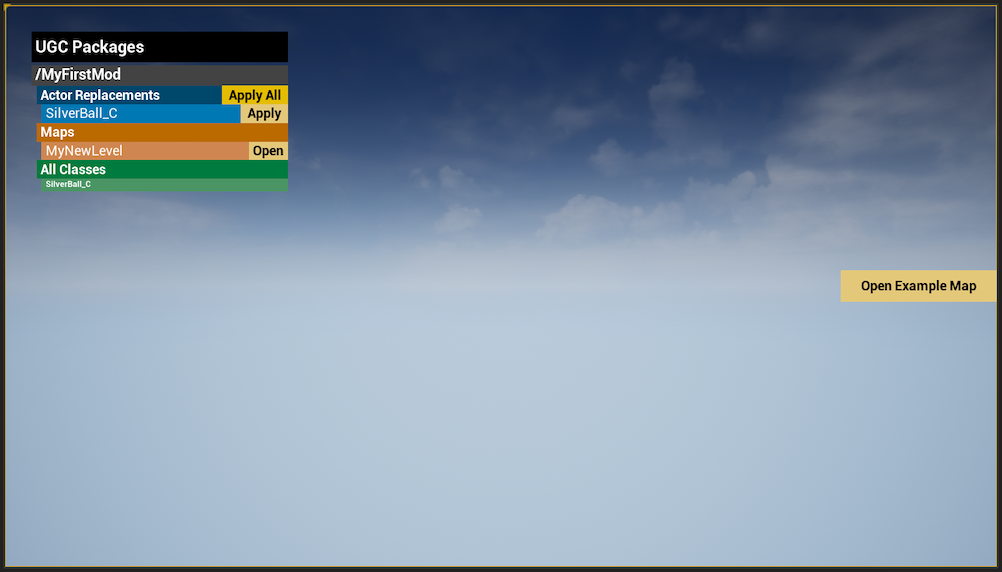 UGC Packages
/MyFirstMod
Actor Replacements Apply All
SilverBall_C Apply
Maps
MyNewLevel Open
All Classes
SilverBall_C
Open Example Map